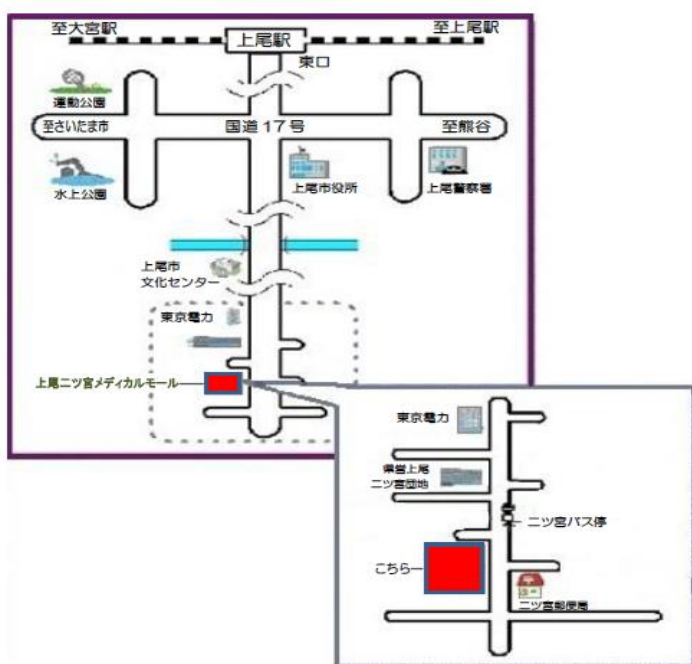 至大宮駅
上尾駅
至上尾駅
東口
運動公園
至さいたま市
国道17号
至熊谷
水上公園
上尾市役所
上尾警察署
上尾市
文化センター
東京電力
上尾二ツ宮メディカルモール
東京電力
県営上尾
二ツ宮団地
二ツ宮バス停
こちら
二ツ宮郵便局